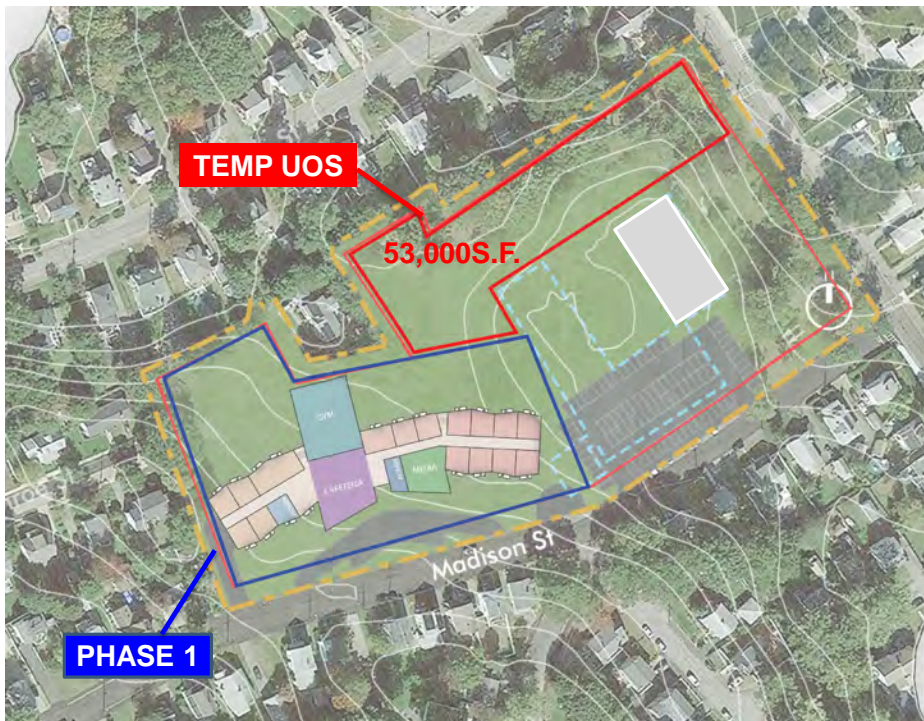 TEMP UOS
53,000S.F.
GYM
CAFETERIA
MEDIA
Madison St
PHASE 1